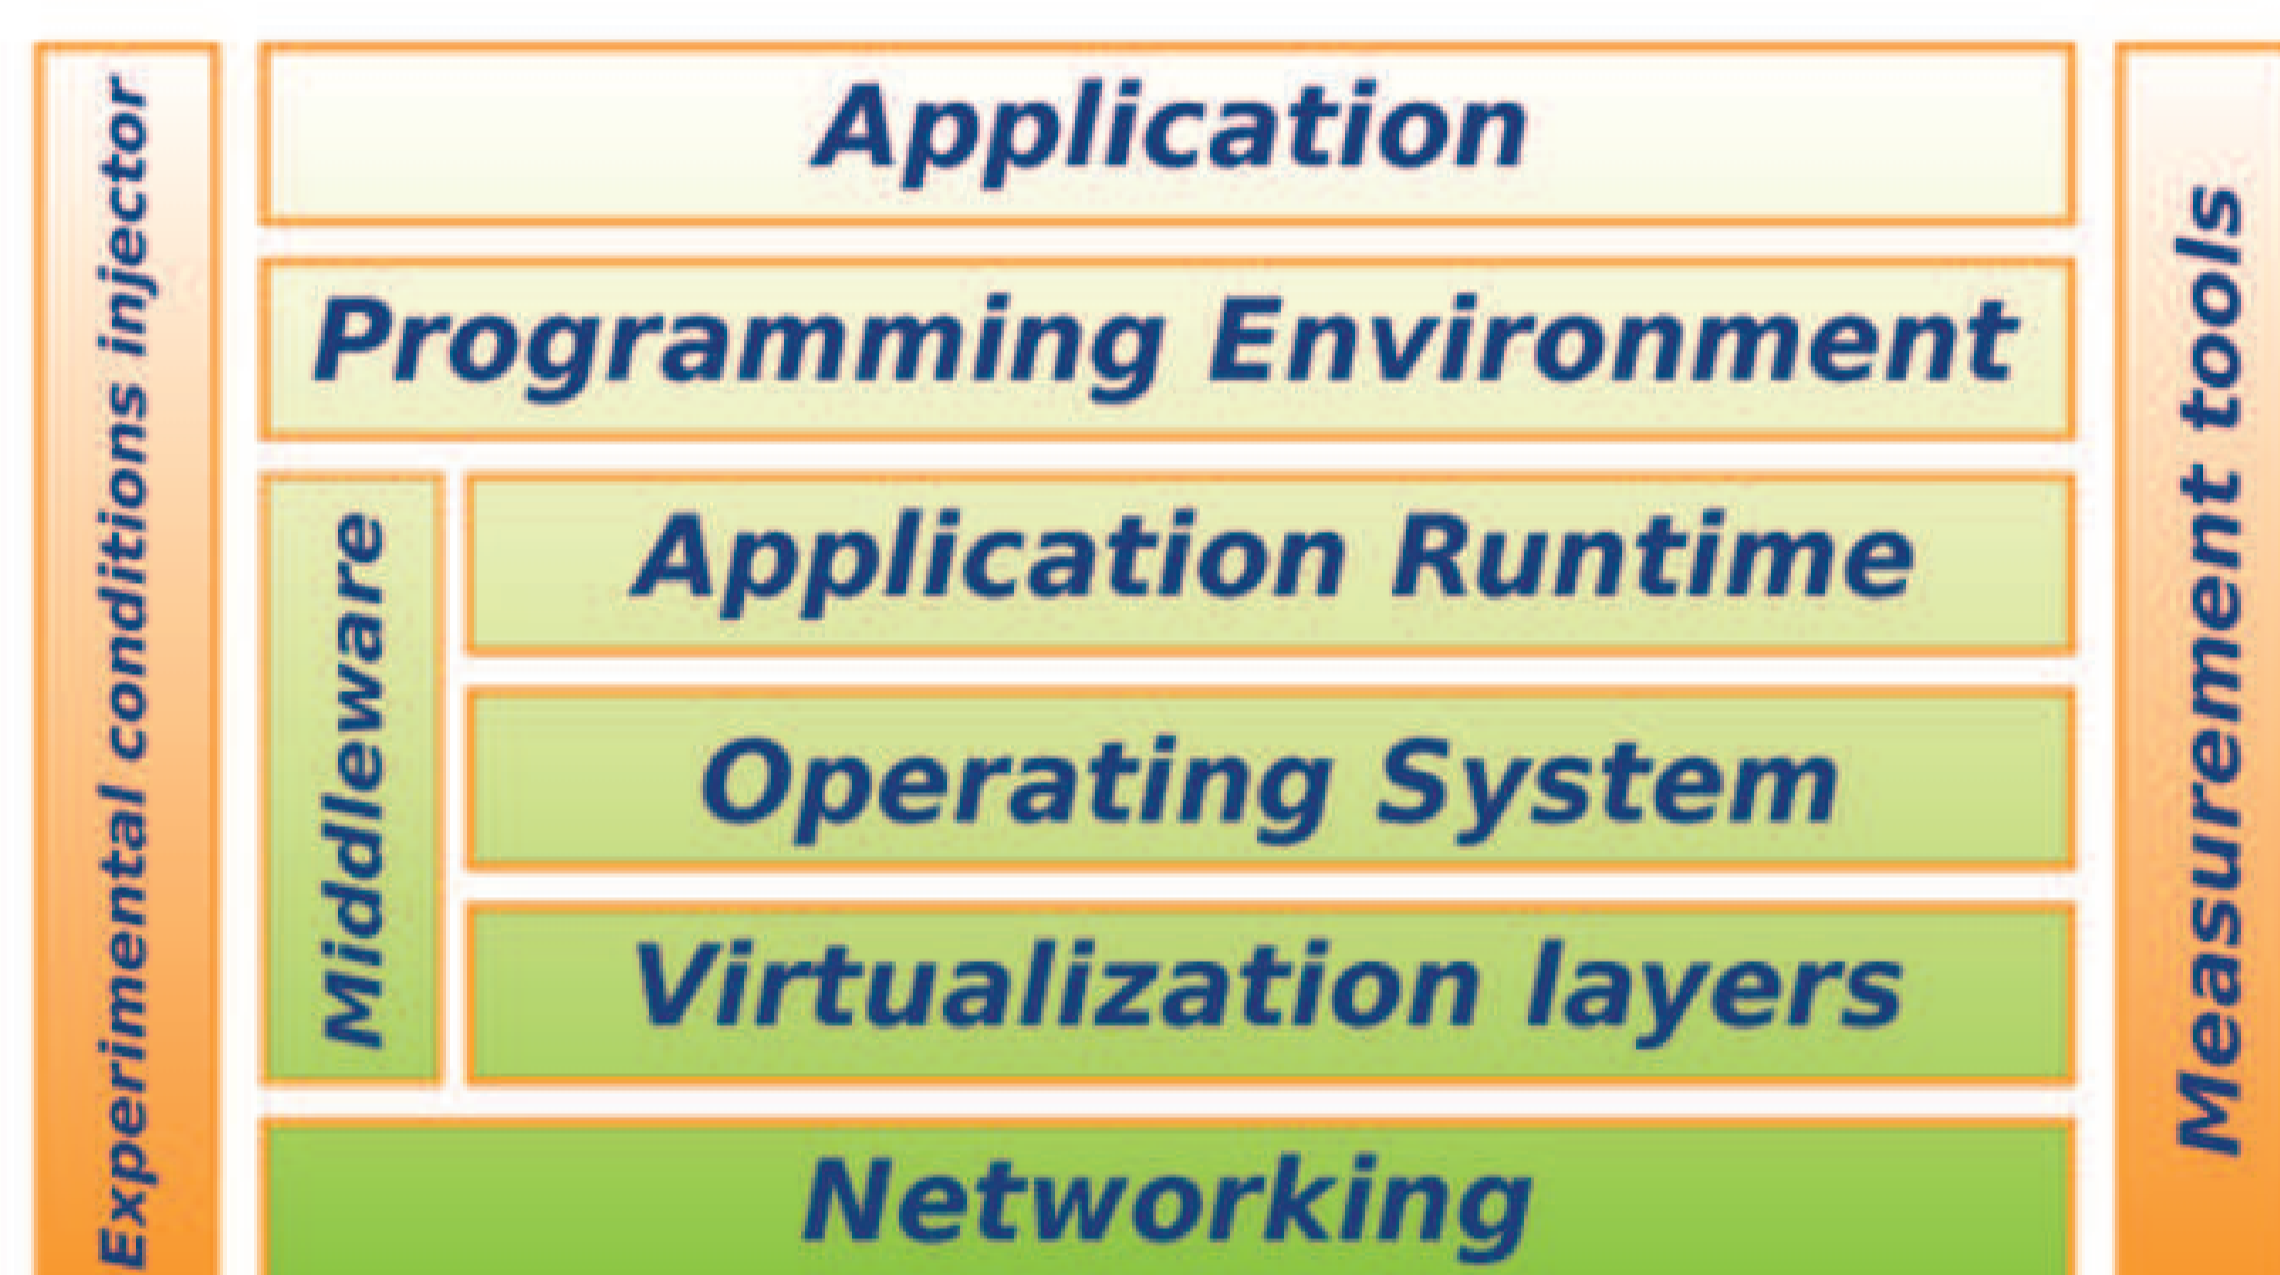 Experimental conditions injector
Application
Programming Environment
Middleware
Application Runtime
Operating System
Virtualization layers
Networking
Measurement tools